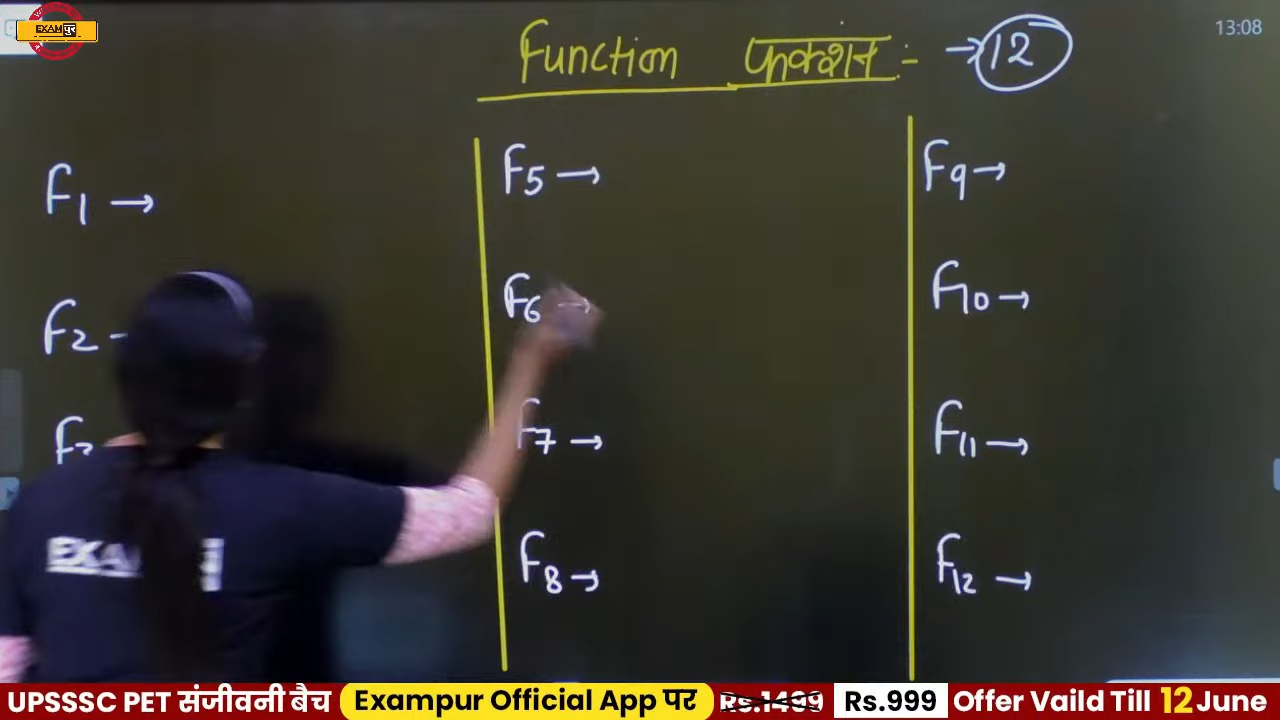 EXAMपुर
13:08
Function फंक्शन :- → 12
F1 →
F2 -
F5 →
F6 →
F7 →
F8 →
F9 →
F10 →
F11 →
F12 →
UPSSSC PET संजीवनी बैच Exampur Official App पर Rs.1499 Rs.999 Offer Vaild Till 12 June